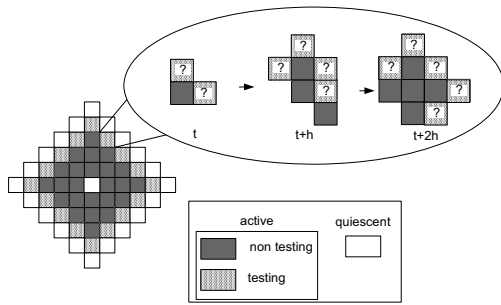 ?
?
?
? ?
?
?
? ?
?
?
t
t+h
t+2h
active
quiescent
non testing
testing